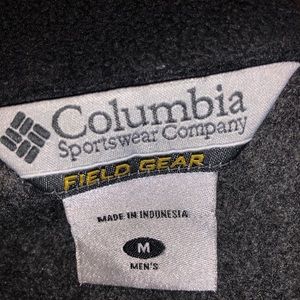 Columbia
Sportswear Company
FIELD GEAR
MADE IN INDONESIA
M
MEN'S